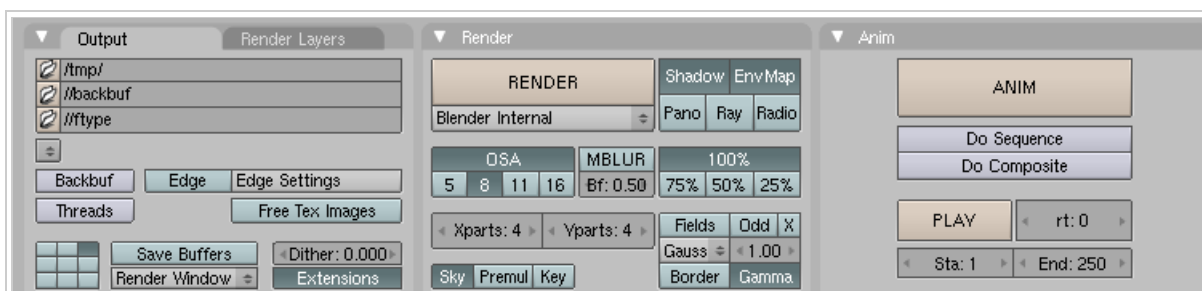 Output
Render Layers
/tmp/
//backbuf
//ftype
Backbuf
Edge
Edge Settings
Threads
Free Tex Images
Save Buffers
Dither: 0.000
Render Window
Extensions
Render
RENDER
Shadow
EnvMap
Blender Internal
Pano
Ray
Radio
OSA
MBLUR
100%
5
8
11
16
Bf: 0.50
75%
50%
25%
Xparts: 4
Yparts: 4
Fields
Odd
X
Gauss
1.00
Sky
Premul
Key
Border
Gamma
Anim
ANIM
Do Sequence
Do Composite
PLAY
rt: 0
Sta: 1
End: 250